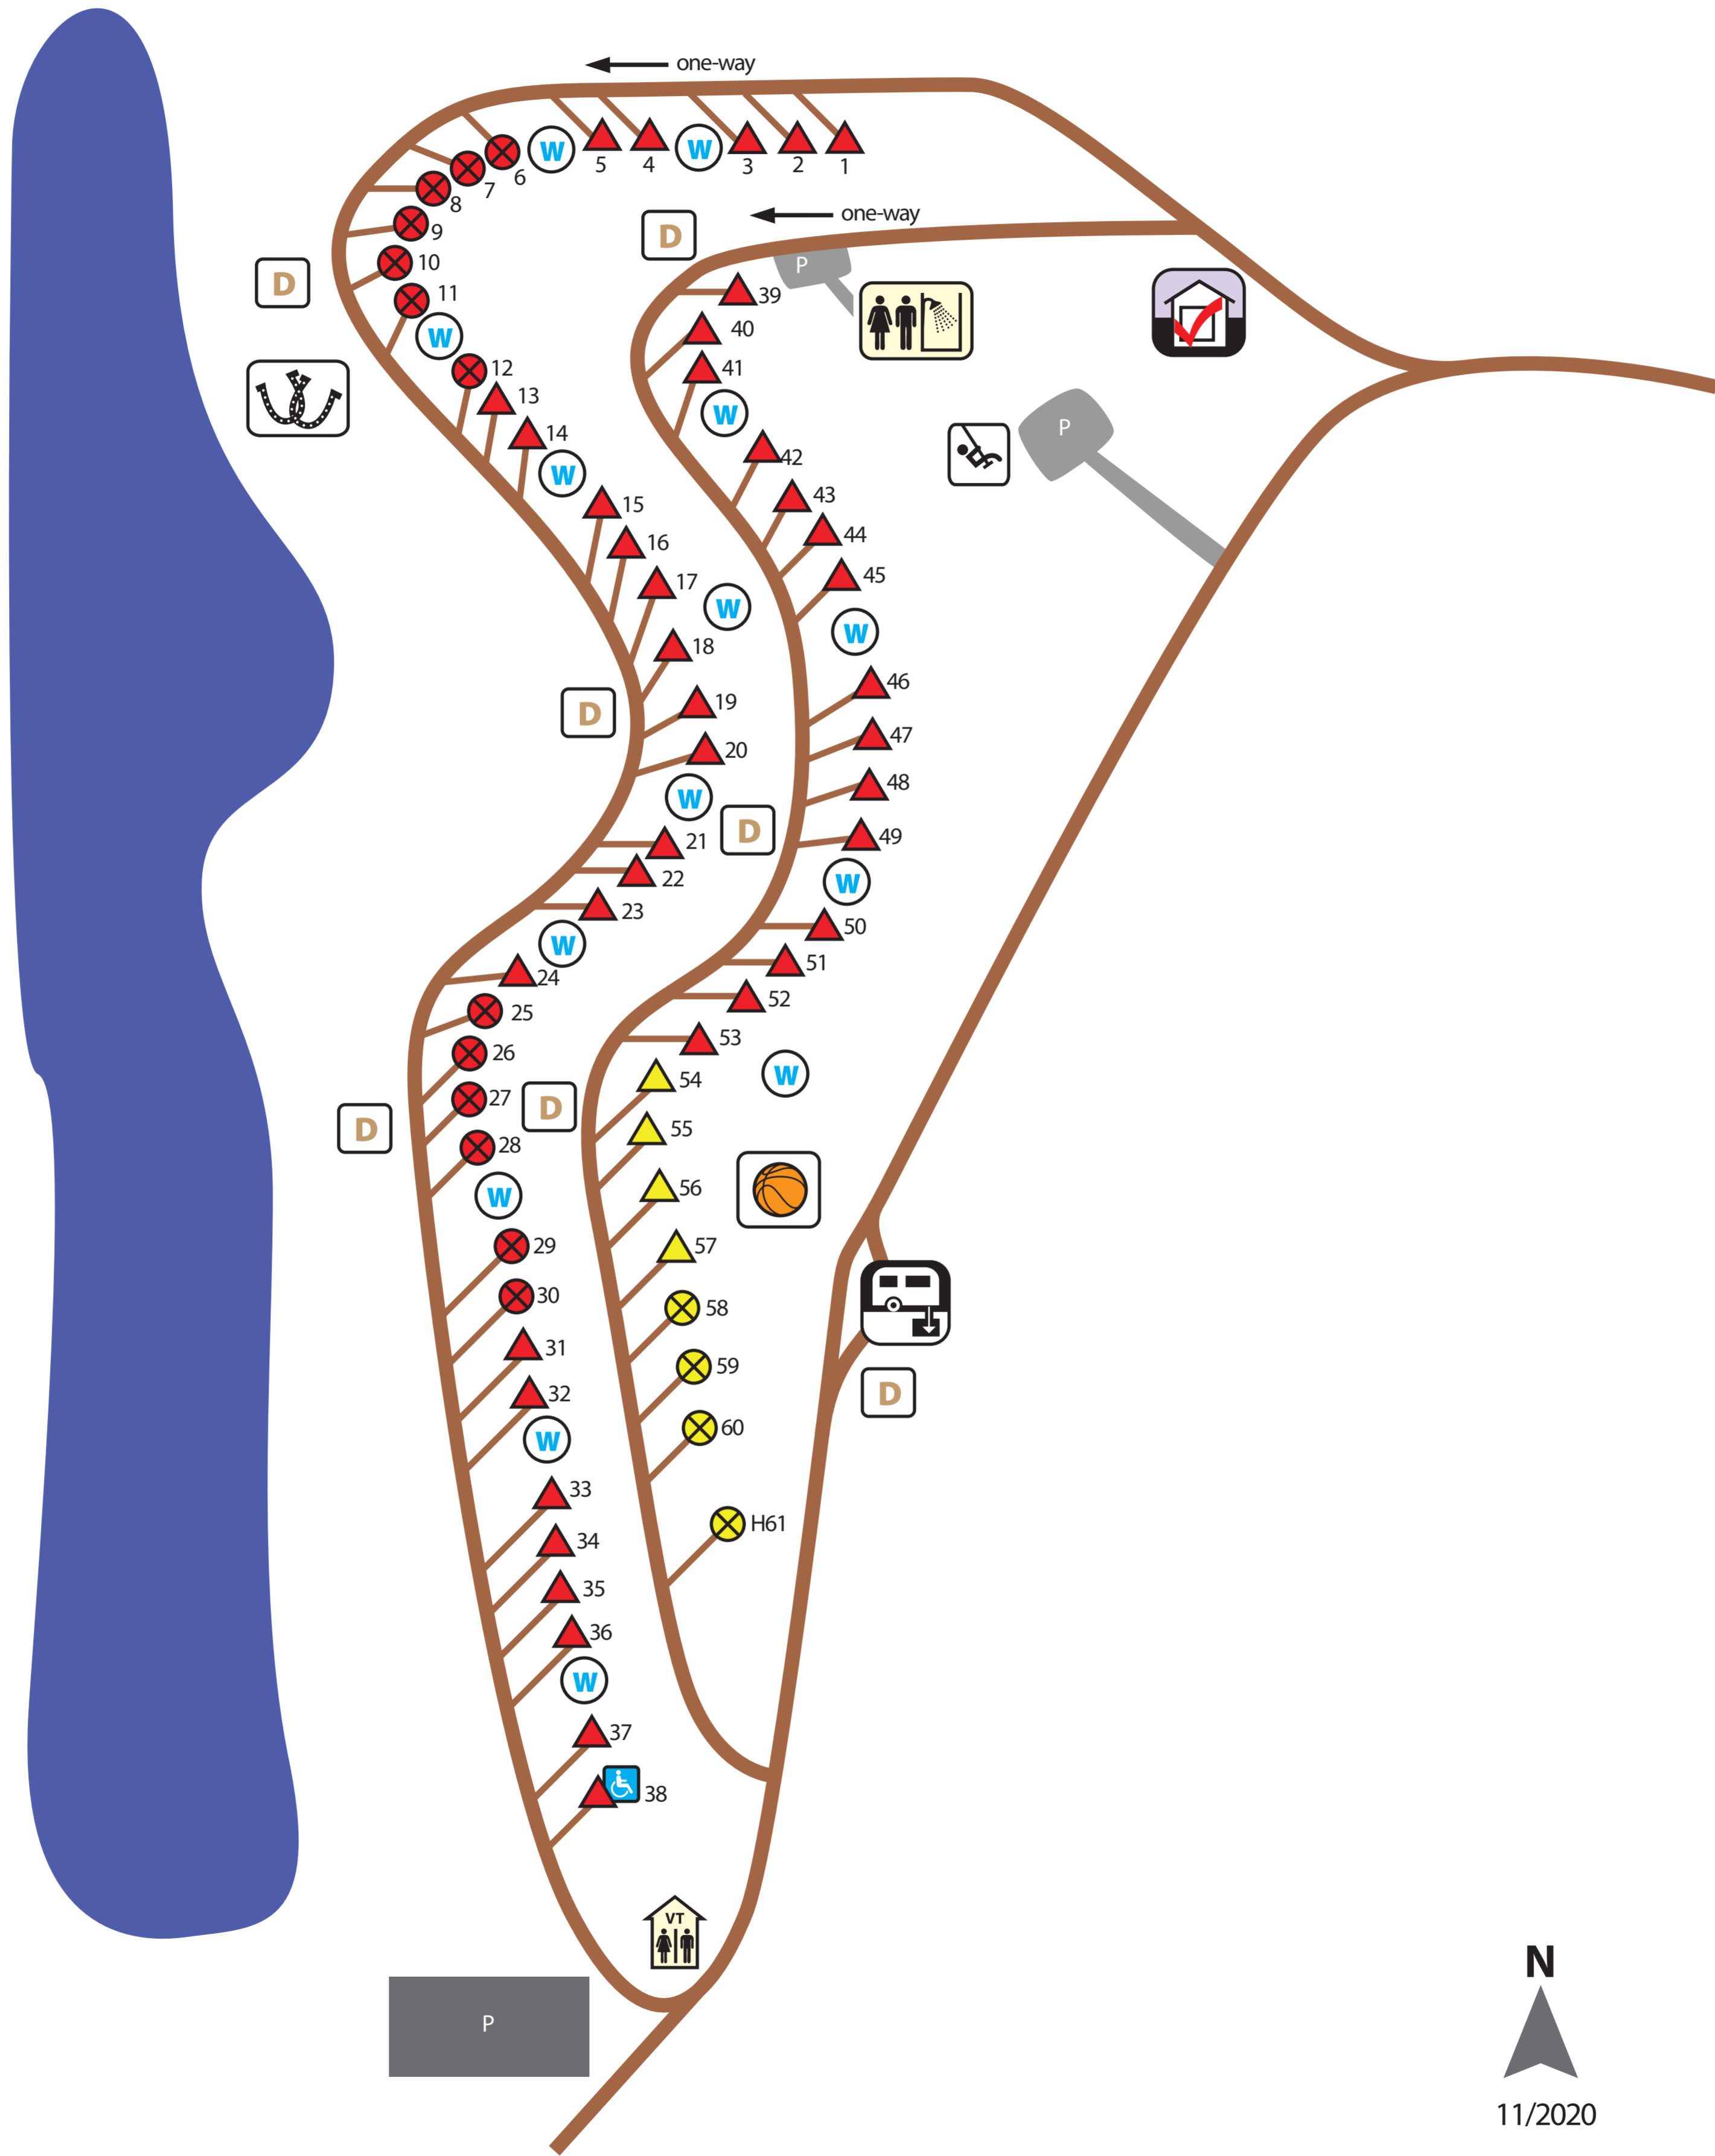 one-way
W
5
4
W
3
2
1
6
7
8
9
10
11
D
W
12
13
14
W
15
16
17
W
18
19
20
D
W
21
22
23
W
24
25
26
27
28
D
W
29
30
31
32
W
33
34
35
36
W
37
38
one-way
D
P
39
40
41
W
42
43
44
45
W
46
47
48
49
D
W
50
51
52
53
W
54
55
56
57
58
59
60
H61
D
P
D
VT
P
N
11/2020